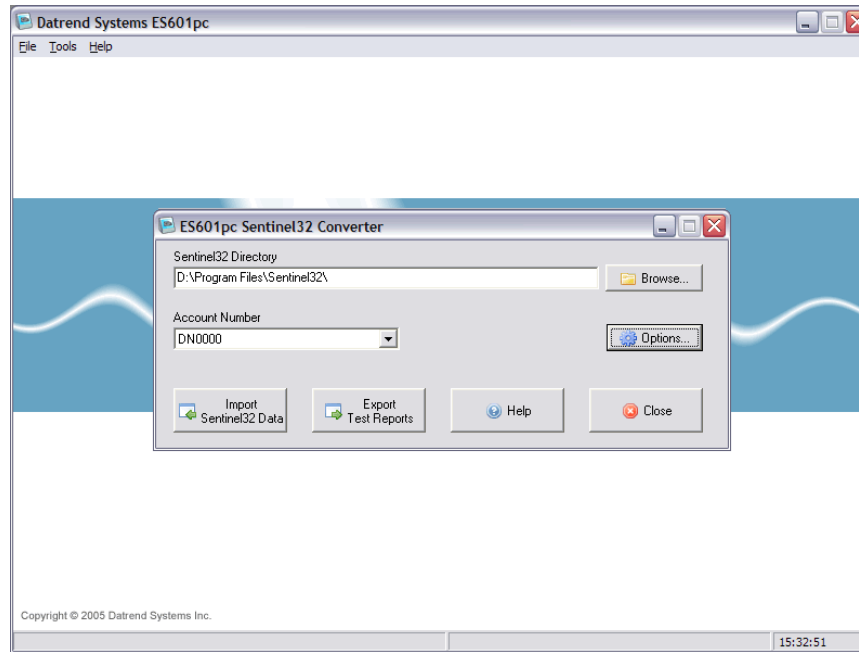 Datrend Systems ES601pc
File Tools Help
ES601pc Sentinel32 Converter
Sentinel32 Directory
D:\Program Files\Sentinel32\
Browse...
Account Number
DN0000
Options...
Import
Sentinel32 Data
Export
Test Reports
Help
Close
Copyright © 2005 Datrend Systems Inc.
15:32:51